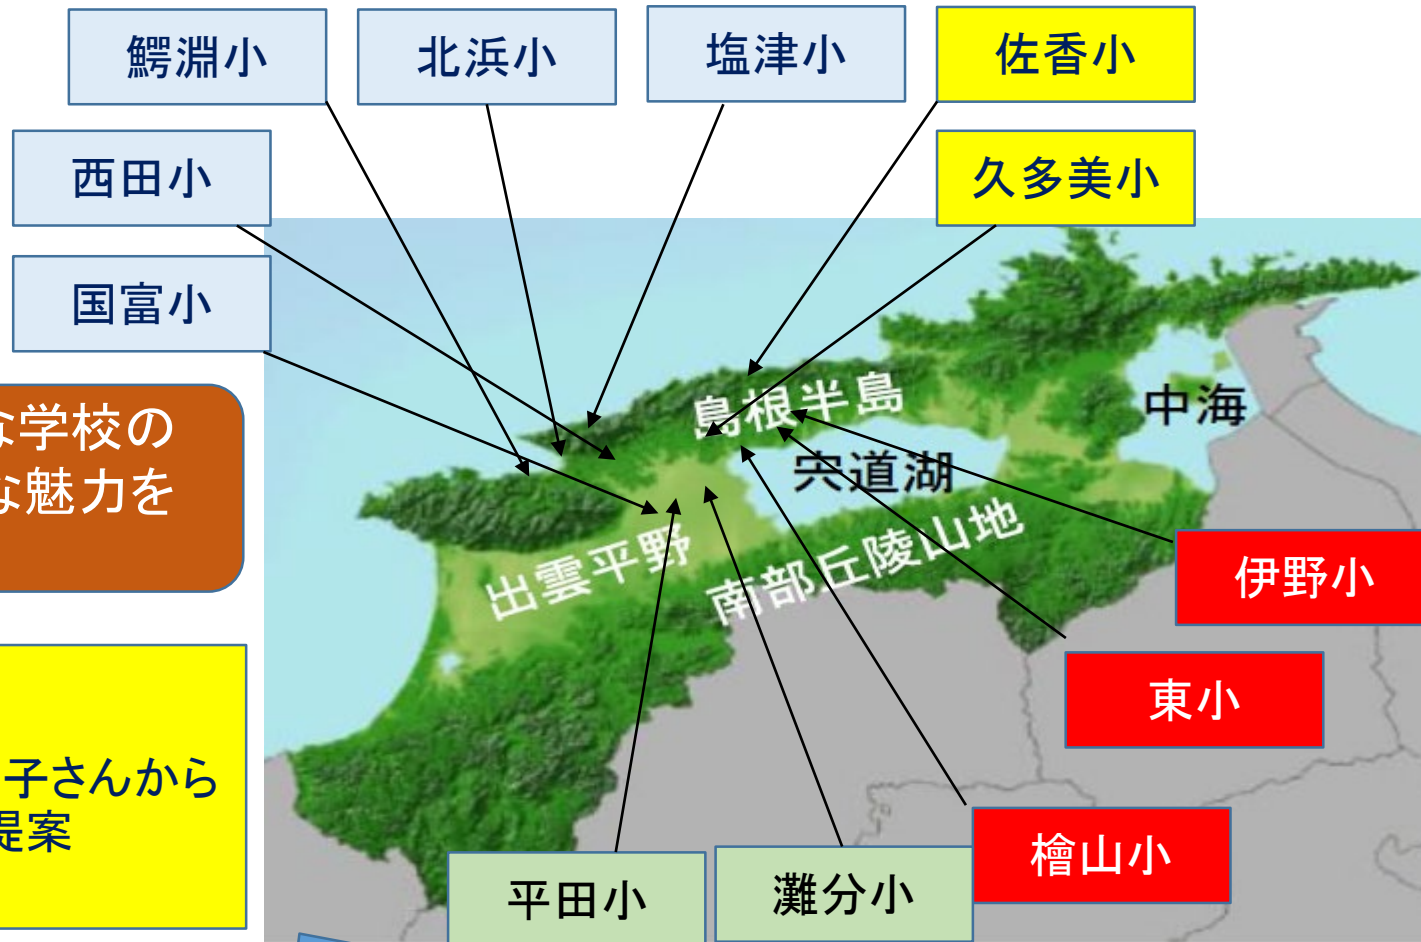 鰐淵小
北浜小
塩津小
佐香小
西田小
久多美小
国富小
な学校の
な魅力を
島根半島
中海
宍道湖
出雲平野
南部丘陵山地
伊野小
東小
子さんから
提案
檜山小
平田小
灘分小